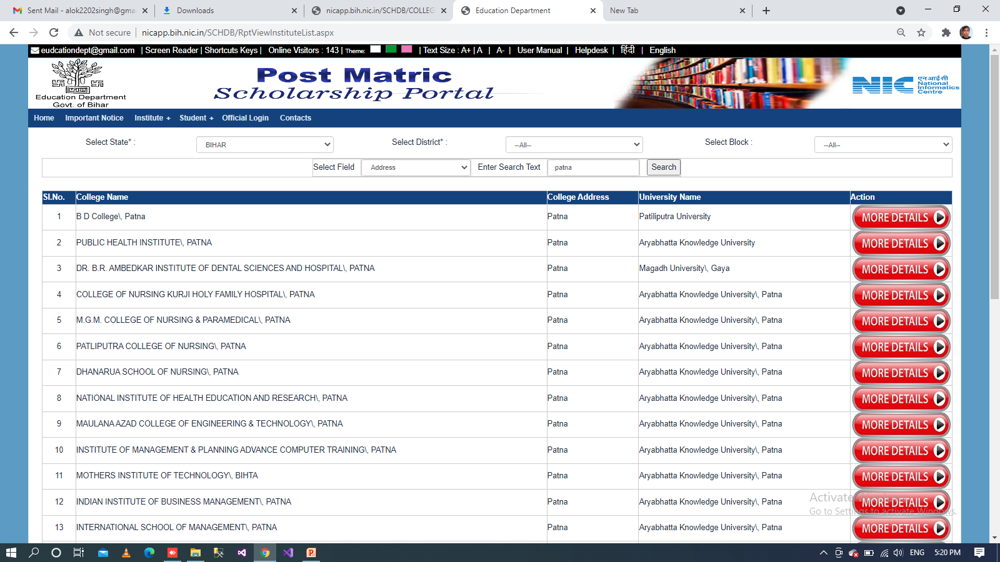 Sent Mail - alok2202singh@gma
Downloads
nicapp.bih.nic.in/SCHDB/COLLEG
Education Department
New Tab
Not secure
nicapp.bih.nic.in/SCHDB/RptViewInstituteList.aspx
eudcationdept@gmail.com | Screen Reader | Shortcuts Keys | Online Visitors : 143 | Theme: | Text Size : A+ | A | A- | User Manual | Helpdesk | हिंदी | English
Education Department
Govt. of Bihar
Post Matric
Scholarship Portal
NIC
एनआईसी
National
Informatics
Centre
Home Important Notice Institute + Student + Official Login Contacts
Select State* : BIHAR Select District* : --All-- Select Block : --All--
Select Field Address Enter Search Text patna Search
Sl.No. College Name College Address University Name Action
1 B D College\, Patna Patna Patiliputra University MORE DETAILS
2 PUBLIC HEALTH INSTITUTE\, PATNA Patna Aryabhatta Knowledge University MORE DETAILS
3 DR. B.R. AMBEDKAR INSTITUTE OF DENTAL SCIENCES AND HOSPITAL\, PATNA Patna Magadh University\, Gaya MORE DETAILS
4 COLLEGE OF NURSING KURJI HOLY FAMILY HOSPITAL\, PATNA Patna Aryabhatta Knowledge University\, Patna MORE DETAILS
5 M.G.M. COLLEGE OF NURSING & PARAMEDICAL\, PATNA Patna Aryabhatta Knowledge University\, Patna MORE DETAILS
6 PATLIPUTRA COLLEGE OF NURSING\, PATNA Patna Aryabhatta Knowledge University\, Patna MORE DETAILS
7 DHANARUA SCHOOL OF NURSING\, PATNA Patna Aryabhatta Knowledge University\, Patna MORE DETAILS
8 NATIONAL INSTITUTE OF HEALTH EDUCATION AND RESEARCH\, PATNA Patna Aryabhatta Knowledge University\, Patna MORE DETAILS
9 MAULANA AZAD COLLEGE OF ENGINEERING & TECHNOLOGY\, PATNA Patna Aryabhatta Knowledge University\, Patna MORE DETAILS
10 INSTITUTE OF MANAGEMENT & PLANNING ADVANCE COMPUTER TRAINING\, PATNA Patna Aryabhatta Knowledge University\, Patna MORE DETAILS
11 MOTHERS INSTITUTE OF TECHNOLOGY\, BIHTA Patna Aryabhatta Knowledge University\, Patna MORE DETAILS
12 INDIAN INSTITUTE OF BUSINESS MANAGEMENT\, PATNA Patna Aryabhatta Knowledge University\, Patna MORE DETAILS
13 INTERNATIONAL SCHOOL OF MANAGEMENT\, PATNA Patna Aryabhatta Knowledge University\, Patna MORE DETAILS
Activate Windows
Go to Settings to activate Windows.
ENG 5:20 PM